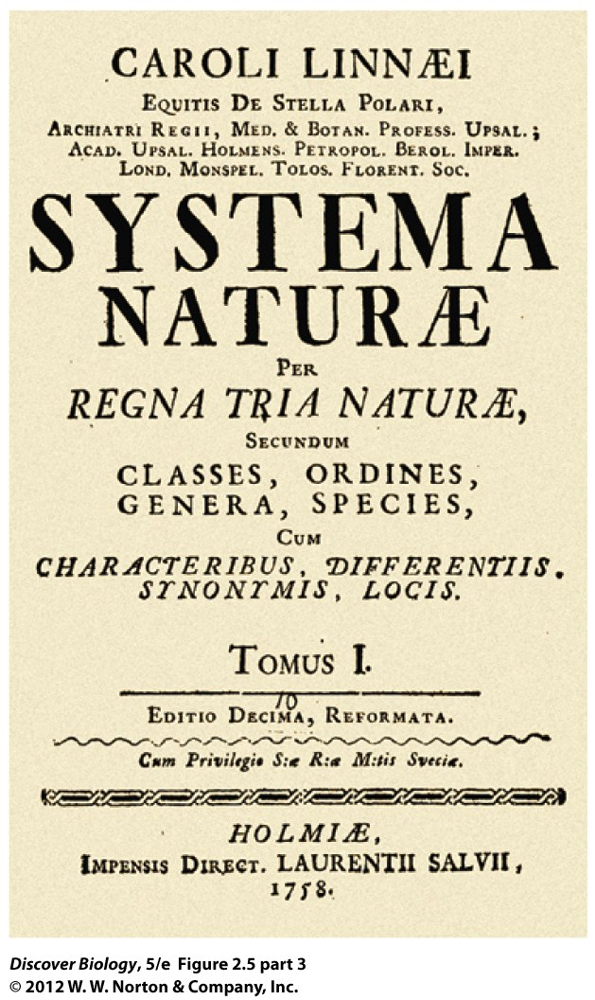 CAROLI LINNÆI
EQUITIS DE STELLA POLARI,
ARCHIATRI REGII, MED. & BOTAN. PROFESS. UPSAL.;
ACAD. UPSAL. HOLMENS. PETROPOL. BEROL. IMPER.
LOND. MONSPEL. TOLOS. FLORENT. SOC.
SYSTEMA
NATURÆ
PER
REGNA TRIA NATURÆ,
SECUNDUM
CLASSES, ORDINES,
GENERA, SPECIES,
CUM
CHARACTERIBUS, DIFFERENTIIS.
SYNONYMIS, LOCIS.
TOMUS I.
10
EDITIO DECIMA, REFORMATA.
Cum Privilegio S:æ R:æ M:tis Sveciæ.
HOLMIÆ,
IMPENSIS DIRECT. LAURENTII SALVII,
1758.
Discover Biology, 5/e Figure 2.5 part 3
© 2012 W. W. Norton & Company, Inc.